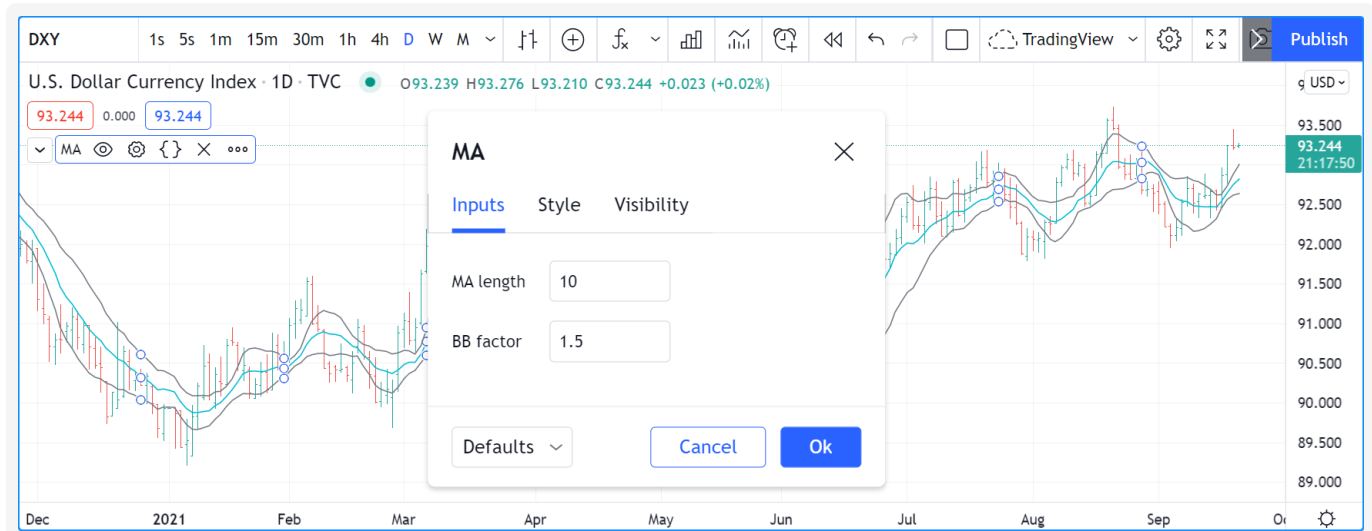 DXY 1s 5s 1m 15m 30m 1h 4h D W M TradingView Publish
U.S. Dollar Currency Index · 1D · TVC O93.239 H93.276 L93.210 C93.244 +0.023 (+0.02%) USD
93.244 0.000 93.244
MA
MA
Inputs Style Visibility
MA length 10
BB factor 1.5
Defaults Cancel Ok
93.500
93.244
21:17:50
92.500
92.000
91.500
91.000
90.500
90.000
89.500
89.000
Dec 2021 Feb Mar Apr May Jun Jul Aug Sep